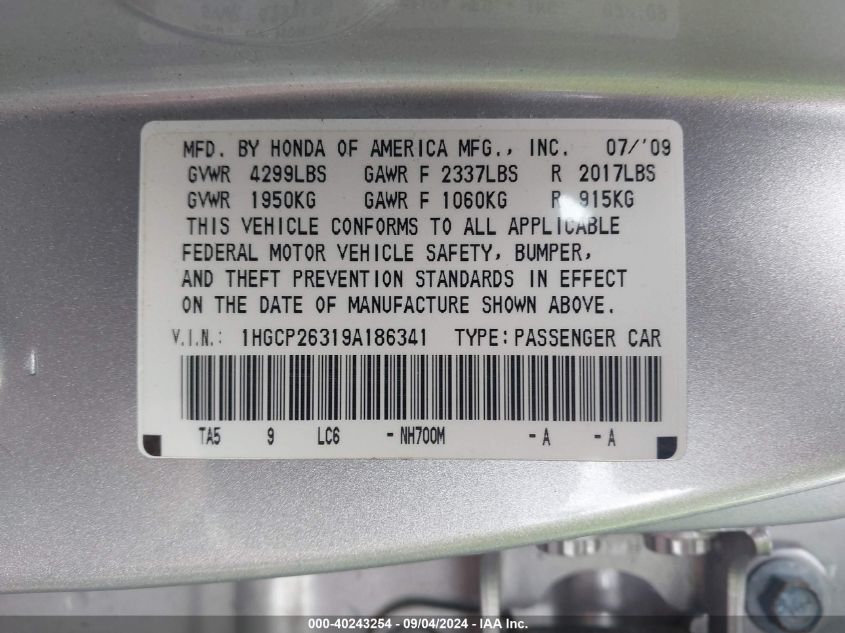 MFD. BY HONDA OF AMERICA MFG., INC. 07/'09
GVWR 4299LBS GAWR F 2337LBS R 2017LBS
GVWR 1950KG GAWR F 1060KG R 915KG
THIS VEHICLE CONFORMS TO ALL APPLICABLE
FEDERAL MOTOR VEHICLE SAFETY, BUMPER,
AND THEFT PREVENTION STANDARDS IN EFFECT
ON THE DATE OF MANUFACTURE SHOWN ABOVE.
V.I.N.: 1HGCP26319A186341 TYPE: PASSENGER CAR
TA5 9 LC6 -NH700M -A -A
000-40243254 - 09/04/2024 - IAA Inc.